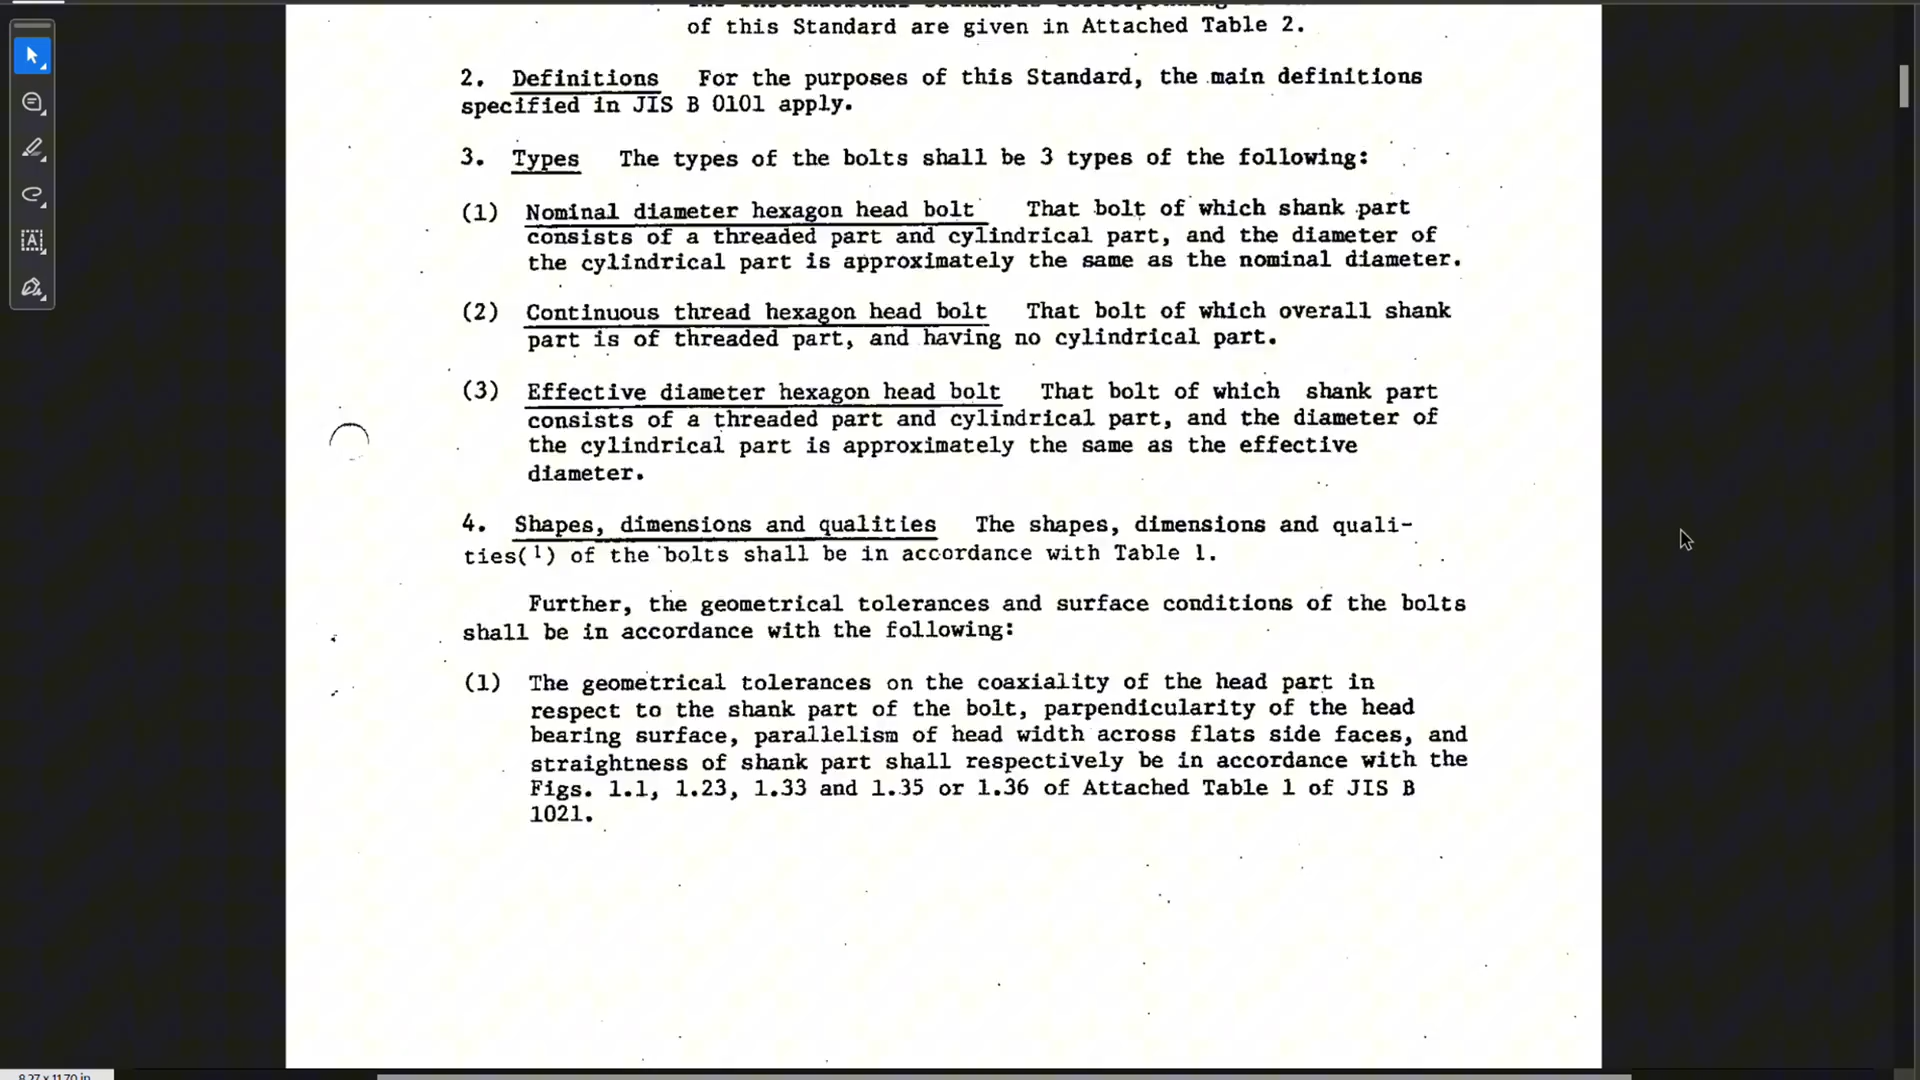 of this Standard are given in Attached Table 2.
2. Definitions For the purposes of this Standard, the main definitions
specified in JIS B 0101 apply.
3. Types The types of the bolts shall be 3 types of the following:
(1) Nominal diameter hexagon head bolt That bolt of which shank part
consists of a threaded part and cylindrical part, and the diameter of
the cylindrical part is approximately the same as the nominal diameter.
(2) Continuous thread hexagon head bolt That bolt of which overall shank
part is of threaded part, and having no cylindrical part.
(3) Effective diameter hexagon head bolt That bolt of which shank part
consists of a threaded part and cylindrical part, and the diameter of
the cylindrical part is approximately the same as the effective
diameter.
4. Shapes, dimensions and qualities The shapes, dimensions and quali-
ties(¹) of the bolts shall be in accordance with Table 1.
Further, the geometrical tolerances and surface conditions of the bolts
shall be in accordance with the following:
(1) The geometrical tolerances on the coaxiality of the head part in
respect to the shank part of the bolt, parpendicularity of the head
bearing surface, parallelism of head width across flats side faces, and
straightness of shank part shall respectively be in accordance with the
Figs. 1.1, 1.23, 1.33 and 1.35 or 1.36 of Attached Table 1 of JIS B
1021.
8.27 x 11.70 in